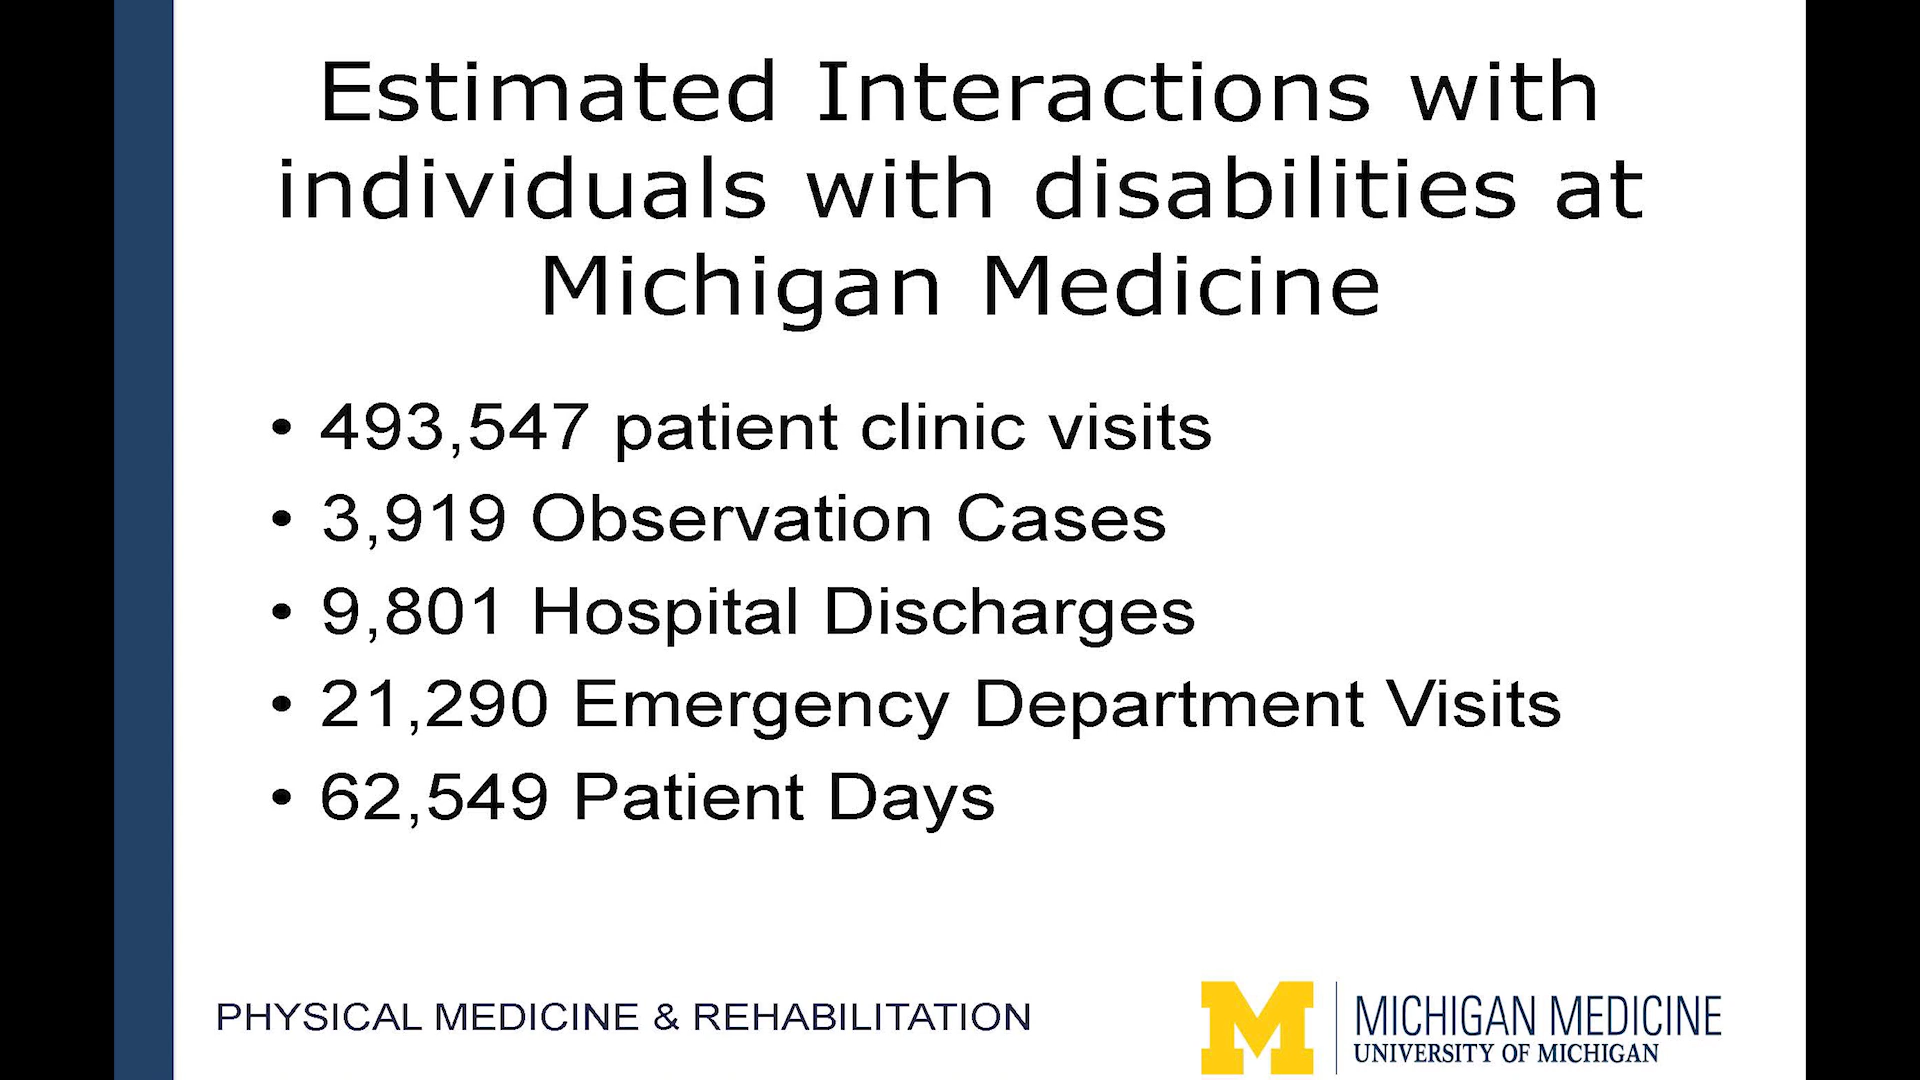 Estimated Interactions with
individuals with disabilities at
Michigan Medicine
• 493,547 patient clinic visits
• 3,919 Observation Cases
• 9,801 Hospital Discharges
• 21,290 Emergency Department Visits
• 62,549 Patient Days
PHYSICAL MEDICINE & REHABILITATION
M
MICHIGAN MEDICINE
UNIVERSITY OF MICHIGAN